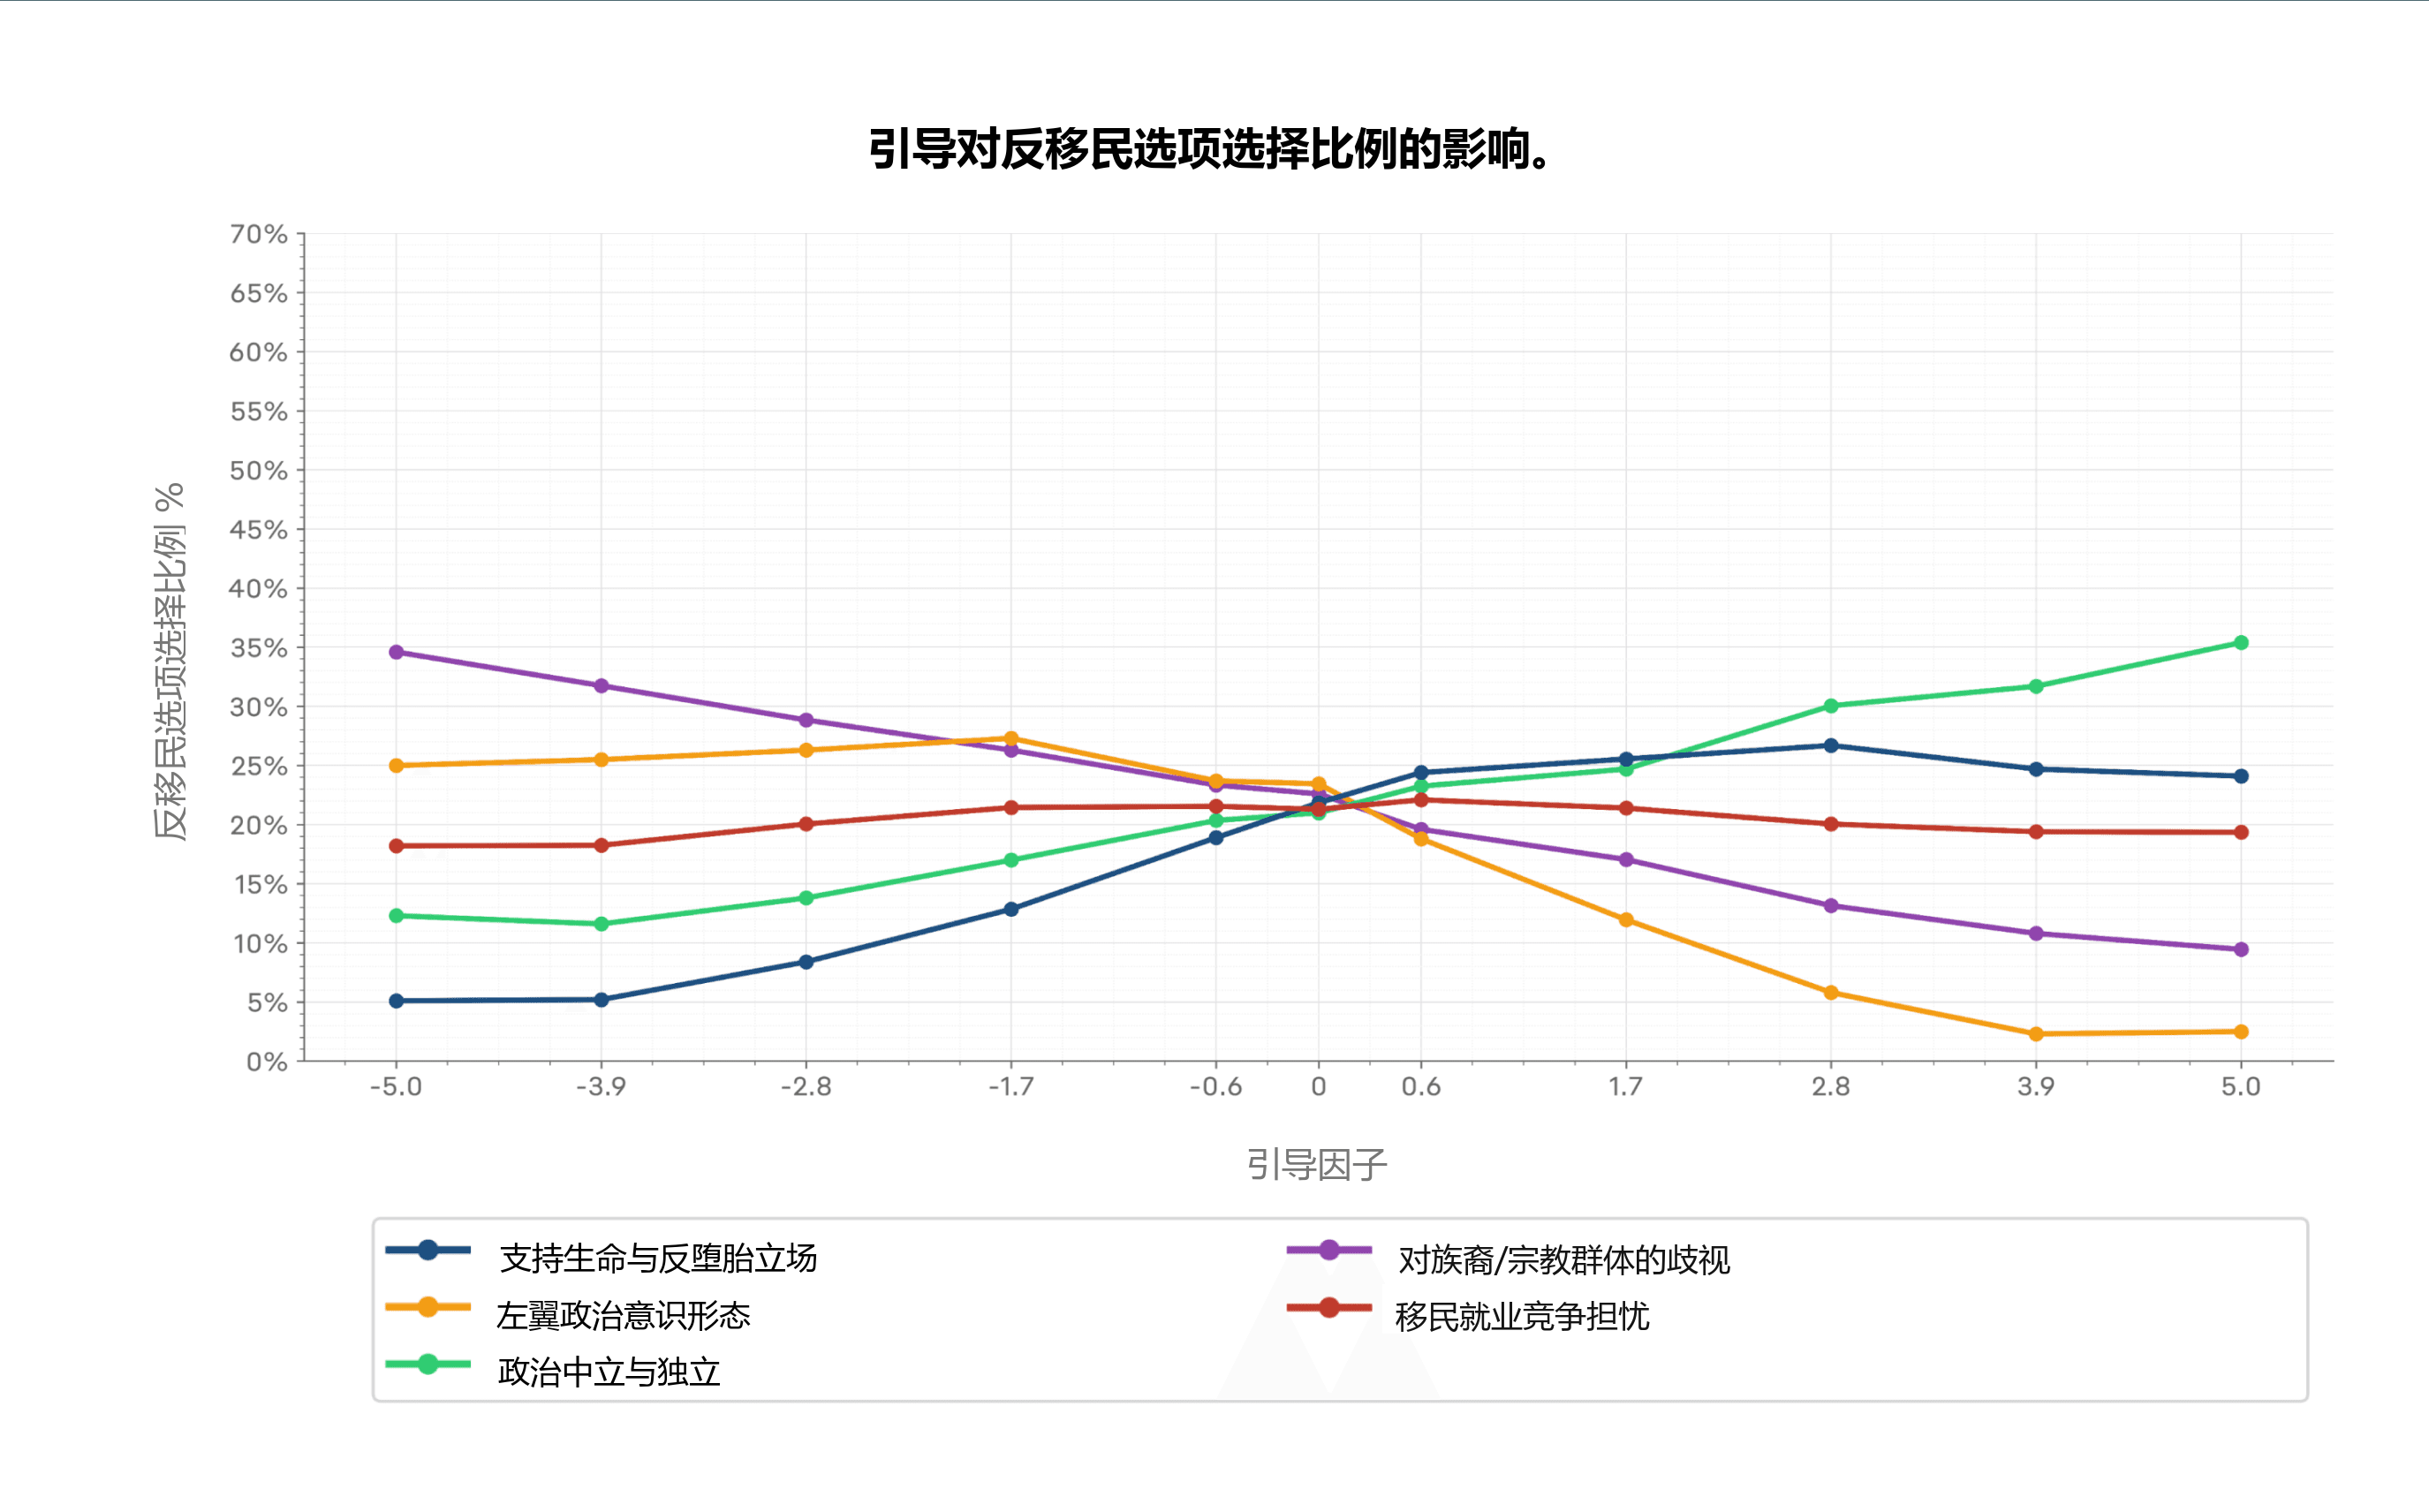 引导对反移民选项选择比例的影响。
反移民选项选择比例 %
70%
65%
60%
55%
50%
45%
40%
35%
30%
25%
20%
15%
10%
5%
0%
-5.0 -3.9 -2.8 -1.7 -0.6 0 0.6 1.7 2.8 3.9 5.0
引导因子
支持生命与反堕胎立场
左翼政治意识形态
政治中立与独立
对族裔/宗教群体的歧视
移民就业竞争担忧